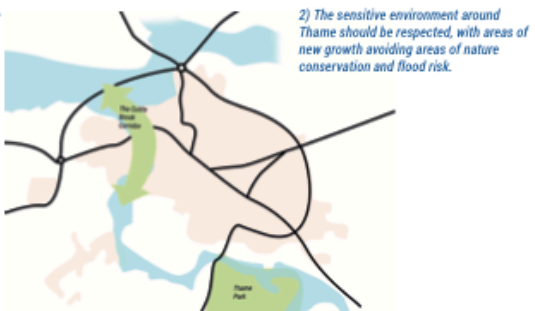 2) The sensitive environment around
Thame should be respected, with areas of
new growth avoiding areas of nature
conservation and flood risk.
The Cuttle
Brook
Corridor
Thame
Park